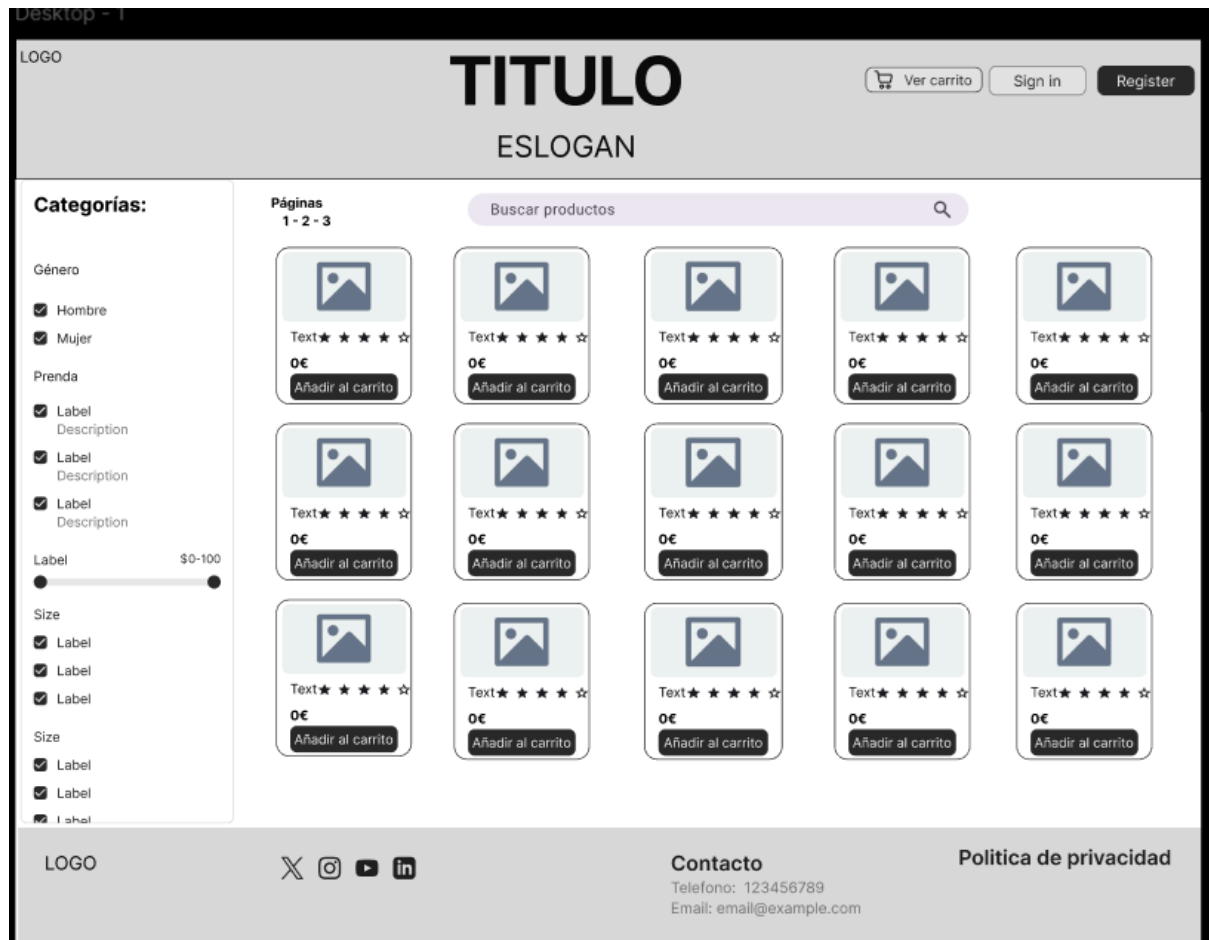 Desktop - 1
LOGO
TITULO
ESLOGAN
Ver carrito
Sign in
Register
Categorías:
Género
Hombre
Mujer
Prenda
Label
Description
Label
Description
Label
Description
Label $0-100
Size
Label
Label
Label
Size
Label
Label
Label
Páginas
1 - 2 - 3
Buscar productos
Text Text Text Text Text
0€ 0€ 0€ 0€ 0€
Añadir al carrito Añadir al carrito Añadir al carrito Añadir al carrito Añadir al carrito
Text Text Text Text Text
0€ 0€ 0€ 0€ 0€
Añadir al carrito Añadir al carrito Añadir al carrito Añadir al carrito Añadir al carrito
Text Text Text Text Text
0€ 0€ 0€ 0€ 0€
Añadir al carrito Añadir al carrito Añadir al carrito Añadir al carrito Añadir al carrito
LOGO
Contacto
Telefono: 123456789
Email: email@example.com
Politica de privacidad